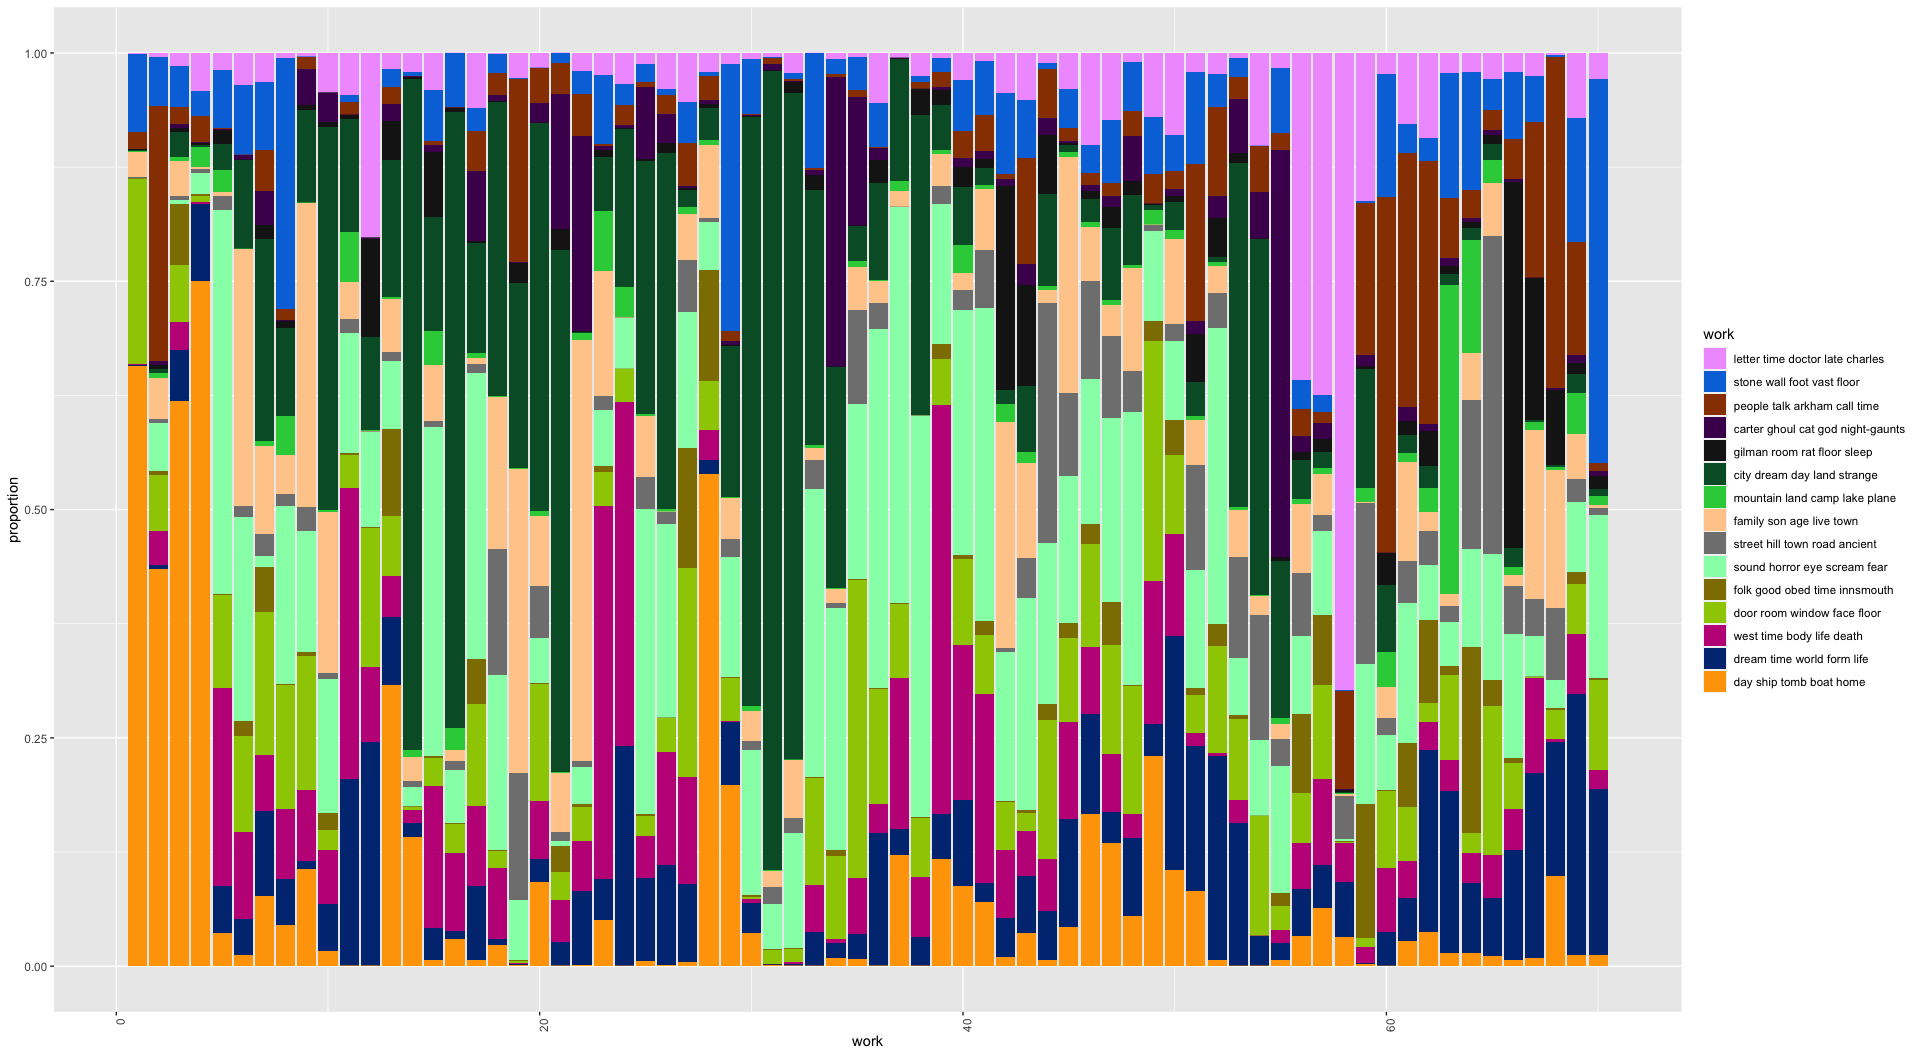 1.00
0.75
0.50
0.25
0.00
proportion
0
20
40
60
work
work
letter time doctor late charles
stone wall foot vast floor
people talk arkham call time
carter ghoul cat god night-gaunts
gilman room rat floor sleep
city dream day land strange
mountain land camp lake plane
family son age live town
street hill town road ancient
sound horror eye scream fear
folk good obed time innsmouth
door room window face floor
west time body life death
dream time world form life
day ship tomb boat home